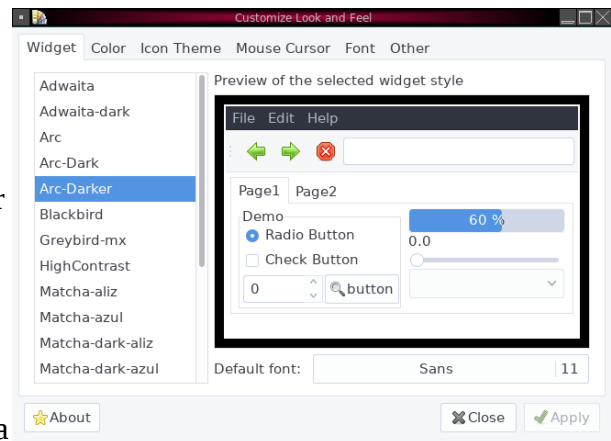 Customize Look and Feel
Widget Color Icon Theme Mouse Cursor Font Other
Adwaita
Adwaita-dark
Arc
Arc-Dark
Arc-Darker
Blackbird
Greybird-mx
HighContrast
Matcha-aliz
Matcha-azul
Matcha-dark-aliz
Matcha-dark-azul
Preview of the selected widget style
File Edit Help
Page1 Page2
Demo
Radio Button
Check Button
0 button
60 %
0.0
Default font: Sans 11
About Close Apply
r
a